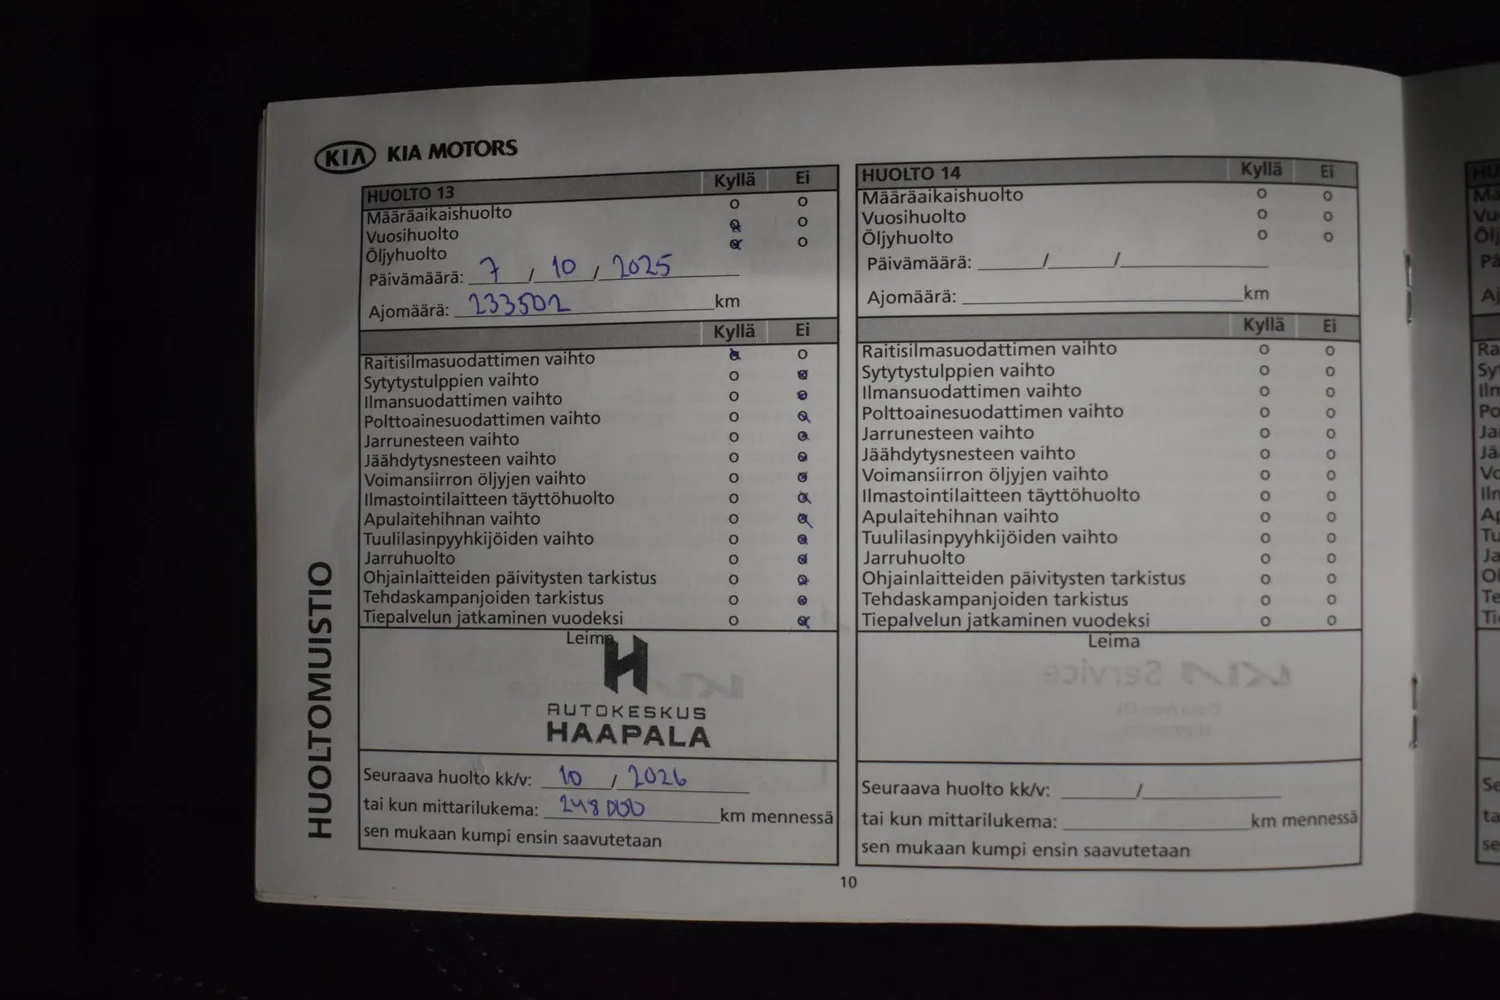 KIA KIA MOTORS
HUOLTOMUISTIO
HUOLTO 13 Kyllä Ei
Määräaikaishuolto o o
Vuosihuolto o o
Öljyhuolto o o
Päivämäärä: 7 / 10 / 2025
Ajomäärä: 233502 km
Kyllä Ei
Raitisilmasuodattimen vaihto o o
Sytytystulppien vaihto o o
Ilmansuodattimen vaihto o o
Polttoainesuodattimen vaihto o o
Jarrunesteen vaihto o o
Jäähdytysnesteen vaihto o o
Voimansiirron öljyjen vaihto o o
Ilmastointilaitteen täyttöhuolto o o
Apulaitehihnan vaihto o o
Tuulilasinpyyhkijöiden vaihto o o
Jarruhuolto o o
Ohjainlaitteiden päivitysten tarkistus o o
Tehdaskampanjoiden tarkistus o o
Tiepalvelun jatkaminen vuodeksi o o
Leima
H
AUTOKESKUS
HAAPALA
Seuraava huolto kk/v: 10 / 2026
tai kun mittarilukema: 248000 km mennessä
sen mukaan kumpi ensin saavutetaan
HUOLTO 14 Kyllä Ei
Määräaikaishuolto o o
Vuosihuolto o o
Öljyhuolto o o
Päivämäärä: / /
Ajomäärä: km
Kyllä Ei
Raitisilmasuodattimen vaihto o o
Sytytystulppien vaihto o o
Ilmansuodattimen vaihto o o
Polttoainesuodattimen vaihto o o
Jarrunesteen vaihto o o
Jäähdytysnesteen vaihto o o
Voimansiirron öljyjen vaihto o o
Ilmastointilaitteen täyttöhuolto o o
Apulaitehihnan vaihto o o
Tuulilasinpyyhkijöiden vaihto o o
Jarruhuolto o o
Ohjainlaitteiden päivitysten tarkistus o o
Tehdaskampanjoiden tarkistus o o
Tiepalvelun jatkaminen vuodeksi o o
Leima
Seuraava huolto kk/v: /
tai kun mittarilukema: km mennessä
sen mukaan kumpi ensin saavutetaan
10